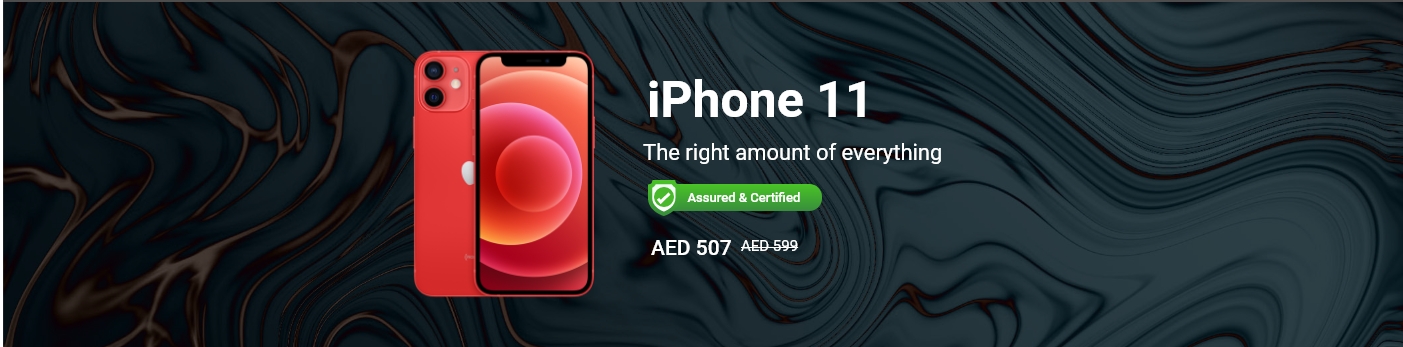 iPhone 11
The right amount of everything
Assured & Certified
AED 507 AED 599